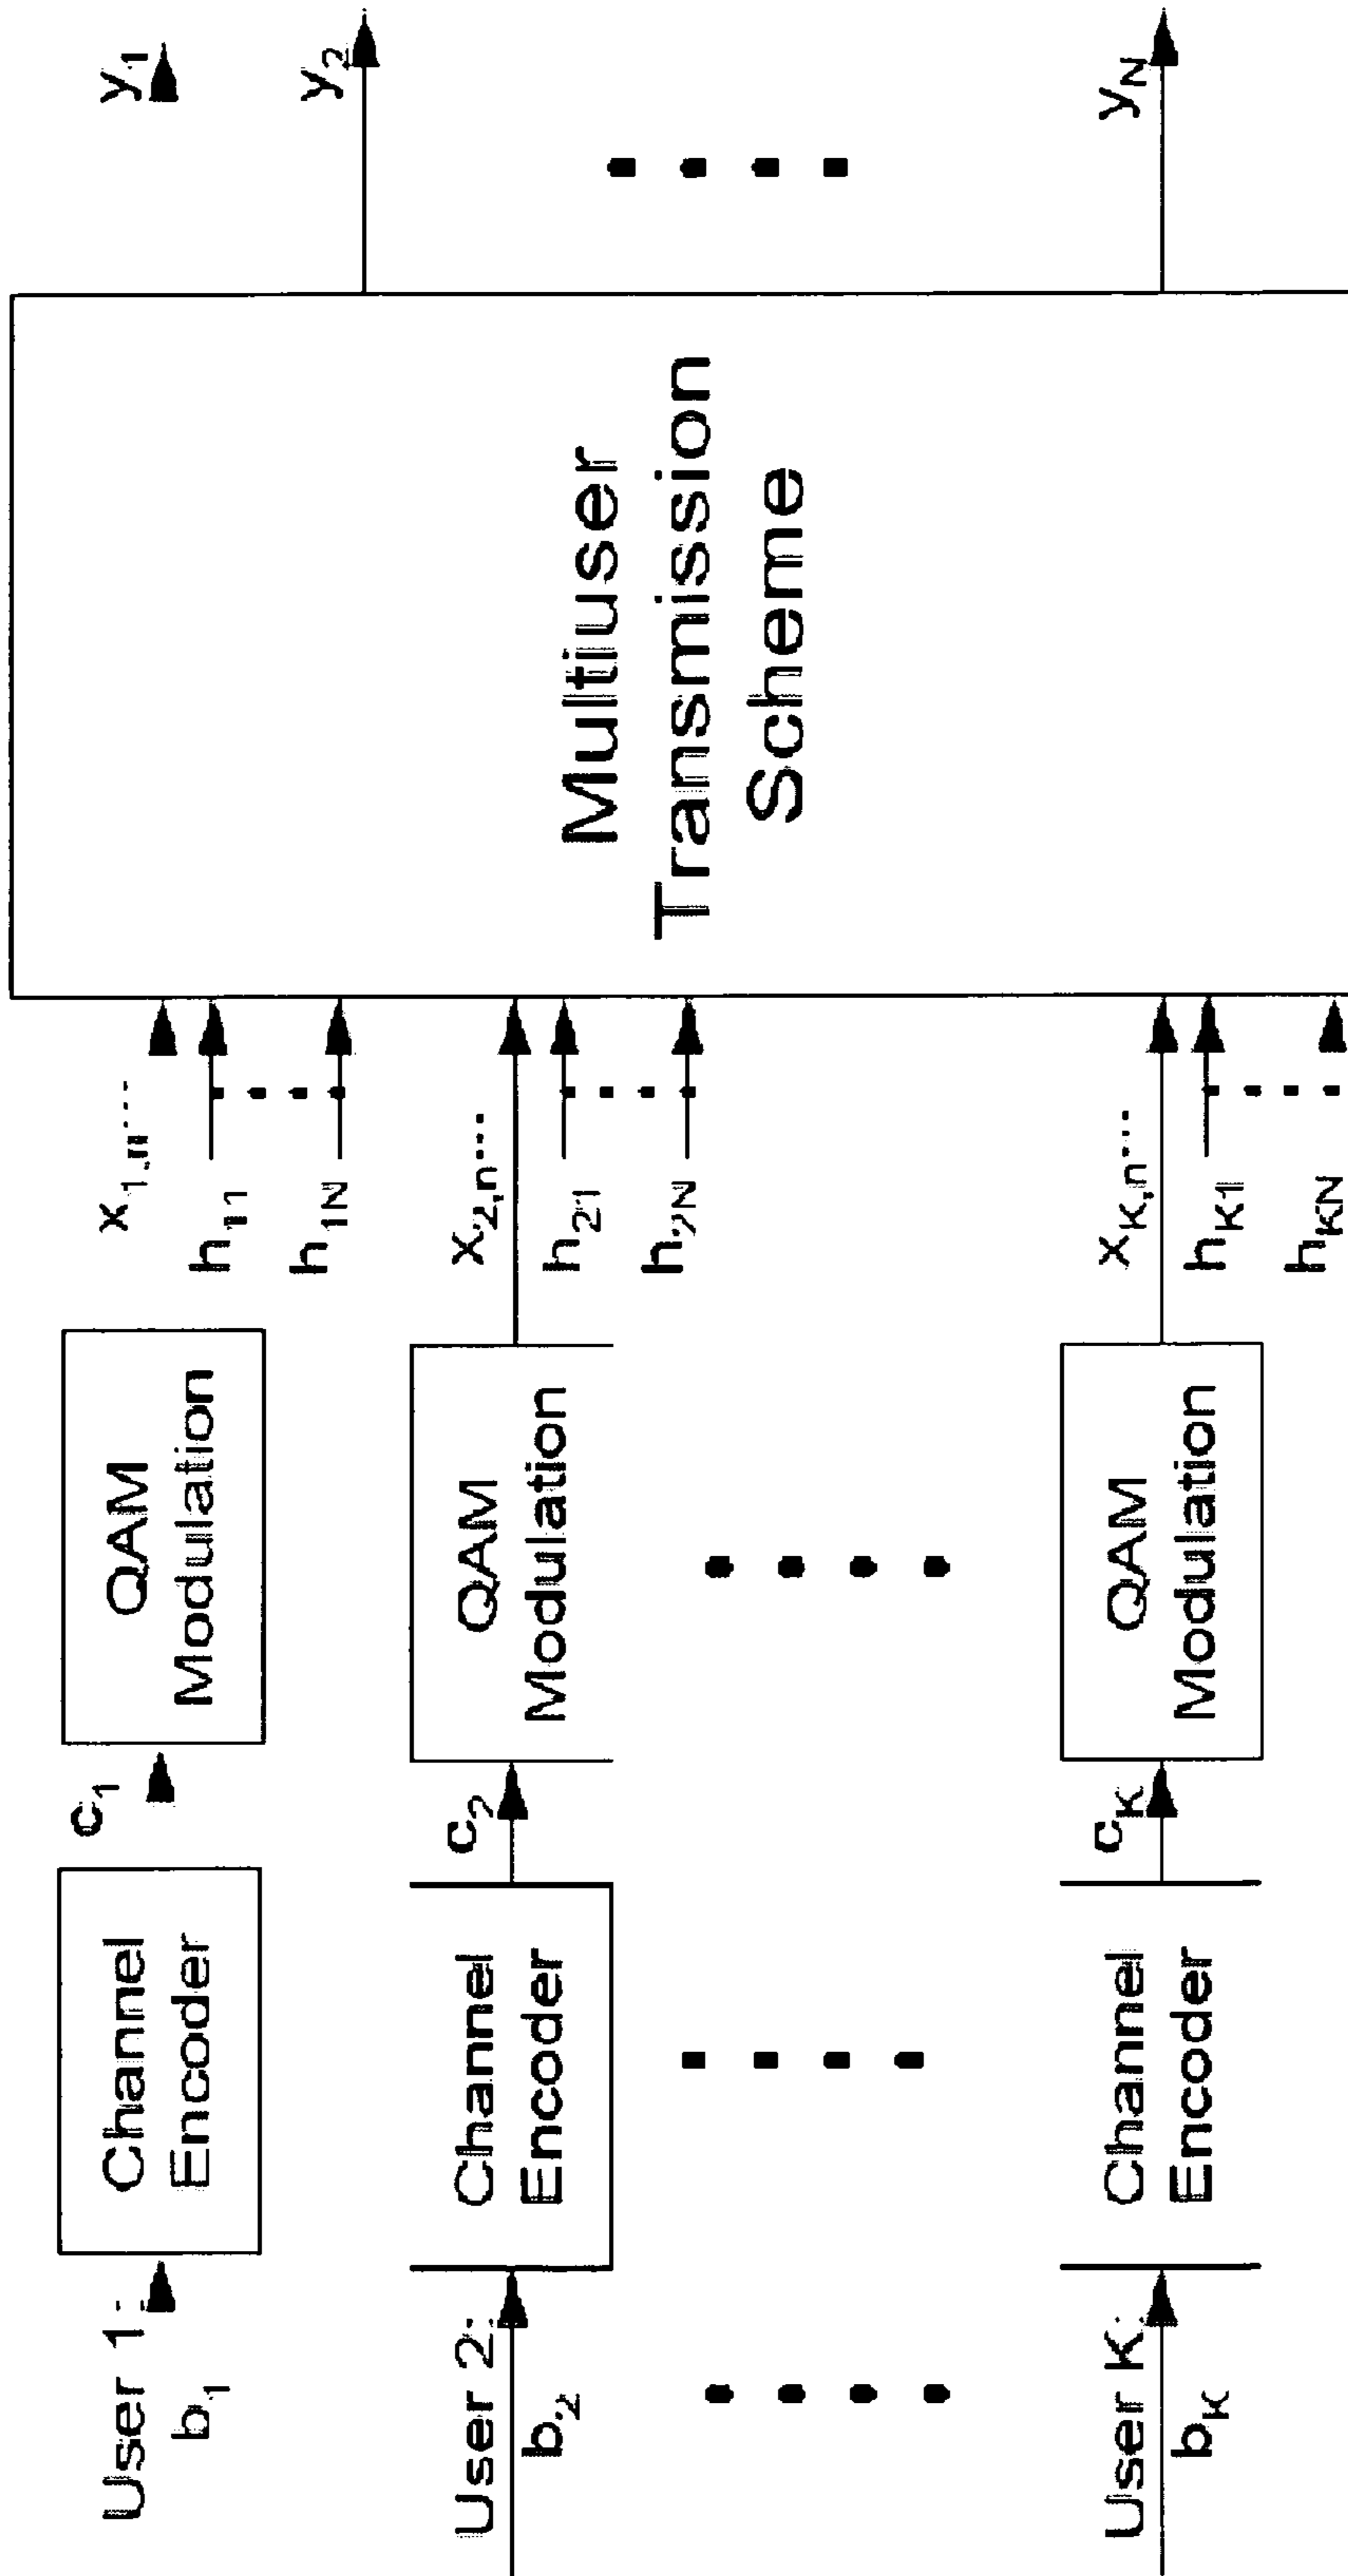 User 1:
b1
Channel
Encoder
c1
QAM
Modulation
x1,n....
h11
h1N
User 2:
b2
Channel
Encoder
c2
QAM
Modulation
x2,n....
h21
h2N
User K:
bK
Channel
Encoder
cK
QAM
Modulation
xK,n....
hK1
hKN
Multiuser
Transmission
Scheme
y1
y2
yN